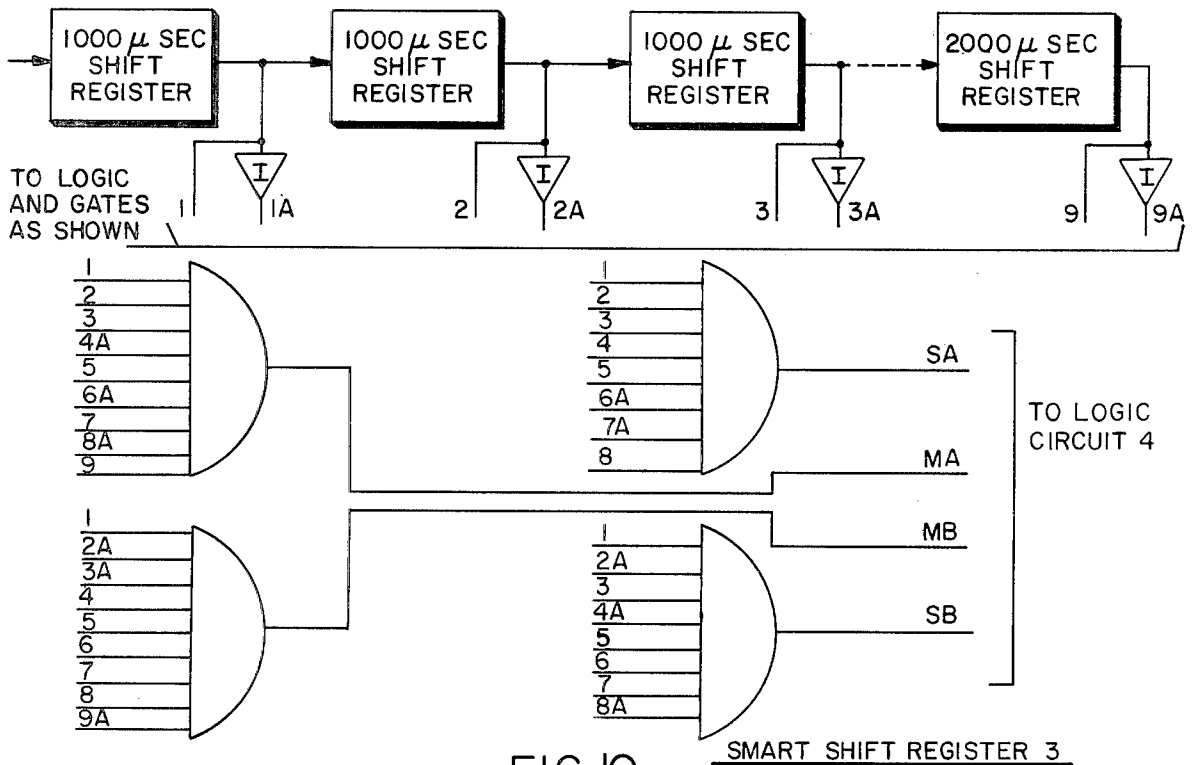 1000 μ SEC
SHIFT
REGISTER
1000 μ SEC
SHIFT
REGISTER
1000 μ SEC
SHIFT
REGISTER
2000 μ SEC
SHIFT
REGISTER
I
I
I
I
TO LOGIC
AND GATES
AS SHOWN
1
1A
2
2A
3
3A
9
9A
1
2
3
4A
5
6A
7
8A
9
1
2
3
4
5
6A
7A
8
SA
MA
MB
SB
TO LOGIC
CIRCUIT 4
1
2A
3A
4
5
6
7
8
9A
1
2A
3
4A
5
6
7
8A
FIG.10
SMART SHIFT REGISTER 3